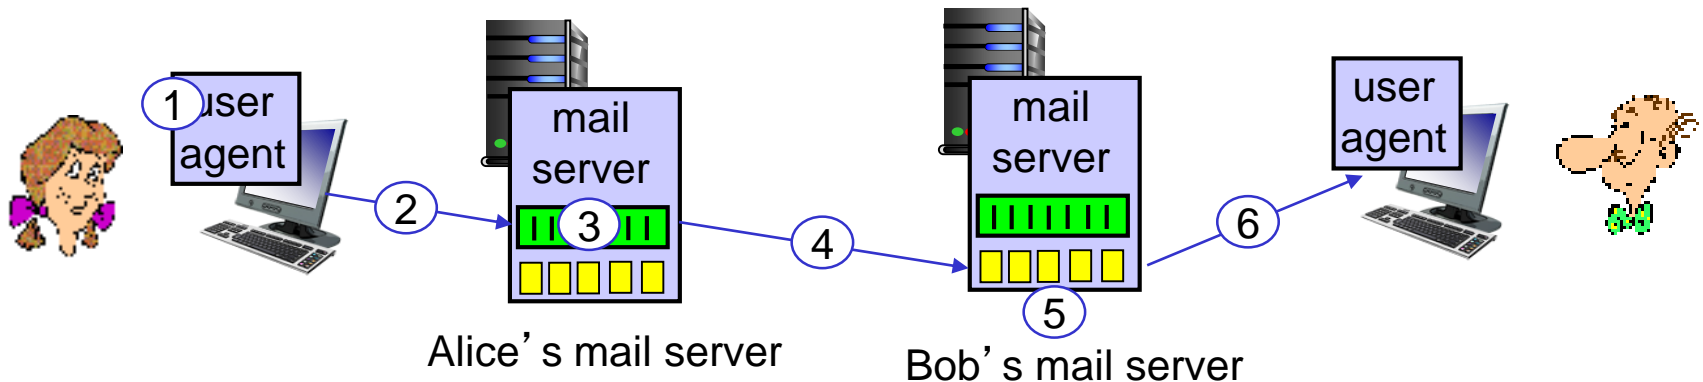 1 user
agent
2
mail
server
3
4
mail
server
5
6
user
agent
Alice’s mail server
Bob’s mail server